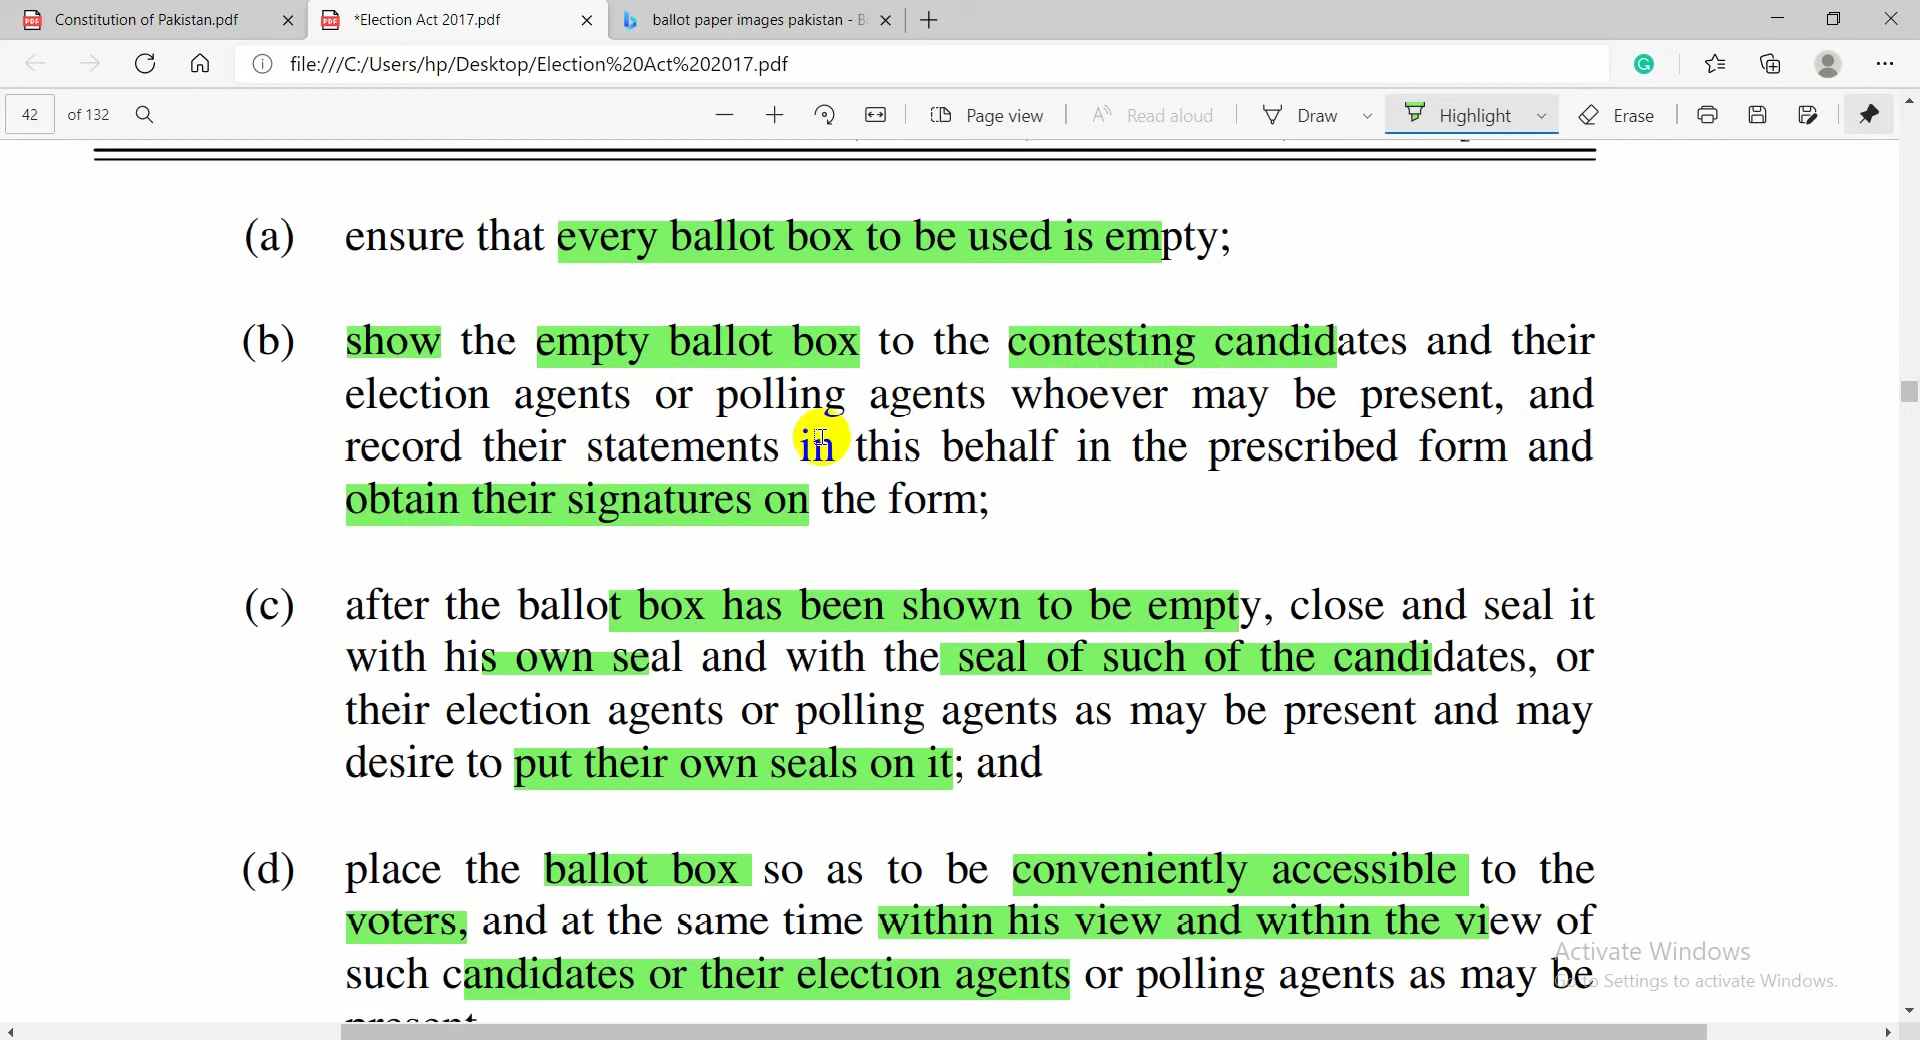 Constitution of Pakistan.pdf
*Election Act 2017.pdf
ballot paper images pakistan - B
file:///C:/Users/hp/Desktop/Election%20Act%202017.pdf
42 of 132
Page view
Read aloud
Draw
Highlight
Erase
(a) ensure that every ballot box to be used is empty;
(b) show the empty ballot box to the contesting candidates and their
election agents or polling agents whoever may be present, and
record their statements in this behalf in the prescribed form and
obtain their signatures on the form;
(c) after the ballot box has been shown to be empty, close and seal it
with his own seal and with the seal of such of the candidates, or
their election agents or polling agents as may be present and may
desire to put their own seals on it; and
(d) place the ballot box so as to be conveniently accessible to the
voters, and at the same time within his view and within the view of
such candidates or their election agents or polling agents as may be
Activate Windows
Go to Settings to activate Windows.